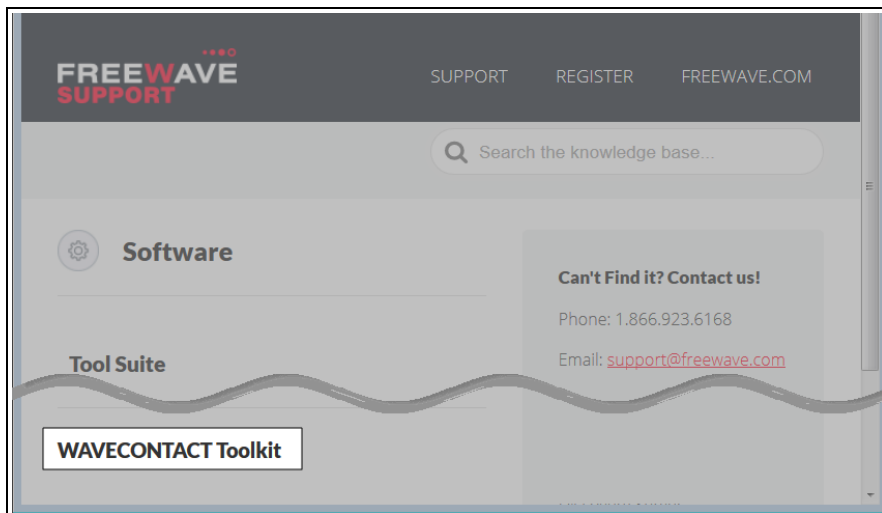 FREEWAVE
SUPPORT
SUPPORT REGISTER FREEWAVE.COM
Search the knowledge base...
Software
Can't Find it? Contact us!
Phone: 1.866.923.6168
Tool Suite
Email: support@freewave.com
WAVECONTACT Toolkit